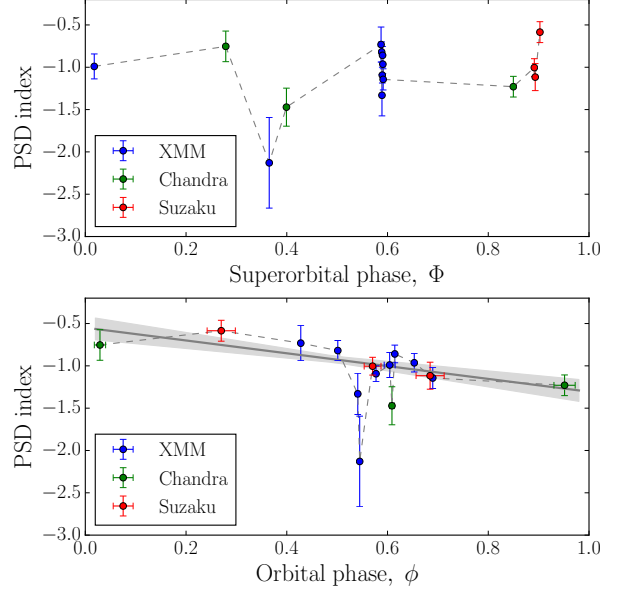 −0.5
−1.0
−1.5
−2.0
−2.5
−3.0
PSD index
XMM
Chandra
Suzaku
0.0 0.2 0.4 0.6 0.8 1.0
Superorbital phase, Φ
−0.5
−1.0
−1.5
−2.0
−2.5
−3.0
PSD index
XMM
Chandra
Suzaku
0.0 0.2 0.4 0.6 0.8 1.0
Orbital phase, ϕ